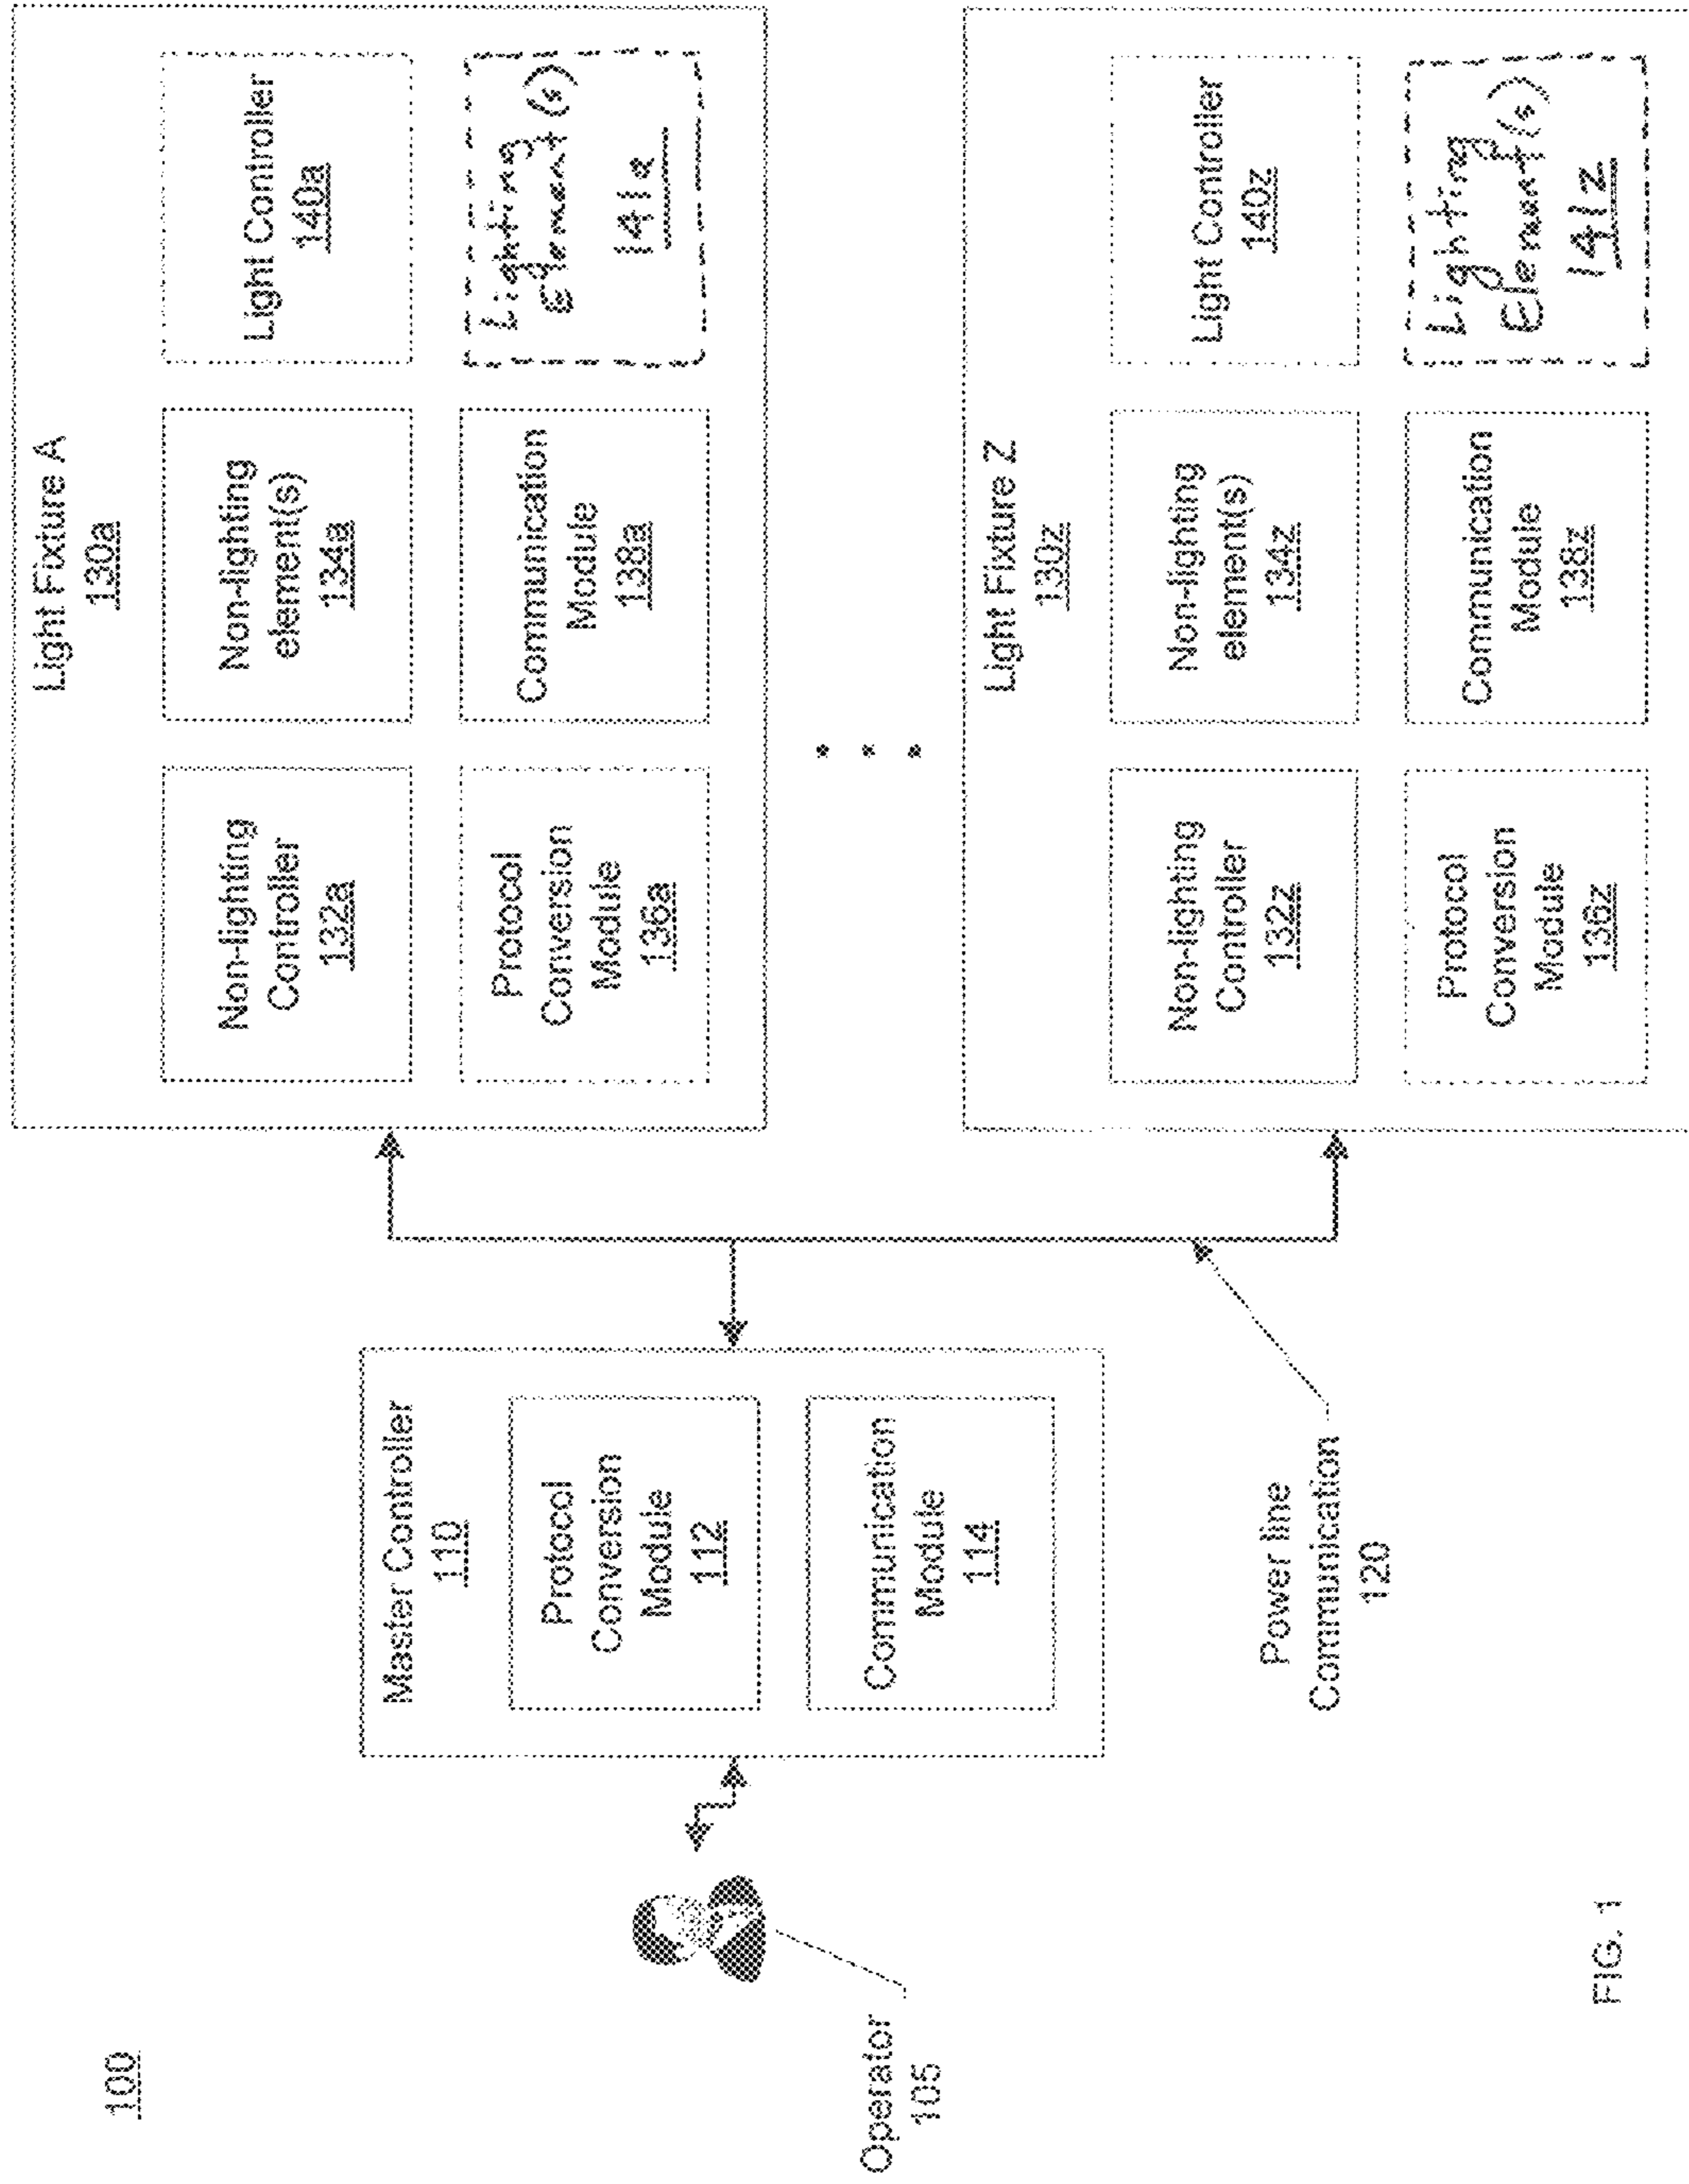 100
Operator
105
Master Controller
110
Protocol
Conversion
Module
112
Communication
Module
114
Power line
Communication
120
Light Fixture A
130a
Non-lighting
Controller
132a
Non-lighting
element(s)
134a
Light Controller
140a
Protocol
Conversion
Module
136a
Communication
Module
138a
Lighting
Element(s)
141a
Light Fixture Z
130z
Non-lighting
Controller
132z
Non-lighting
element(s)
134z
Light Controller
140z
Protocol
Conversion
Module
136z
Communication
Module
138z
Lighting
Element(s)
141z
FIG. 1